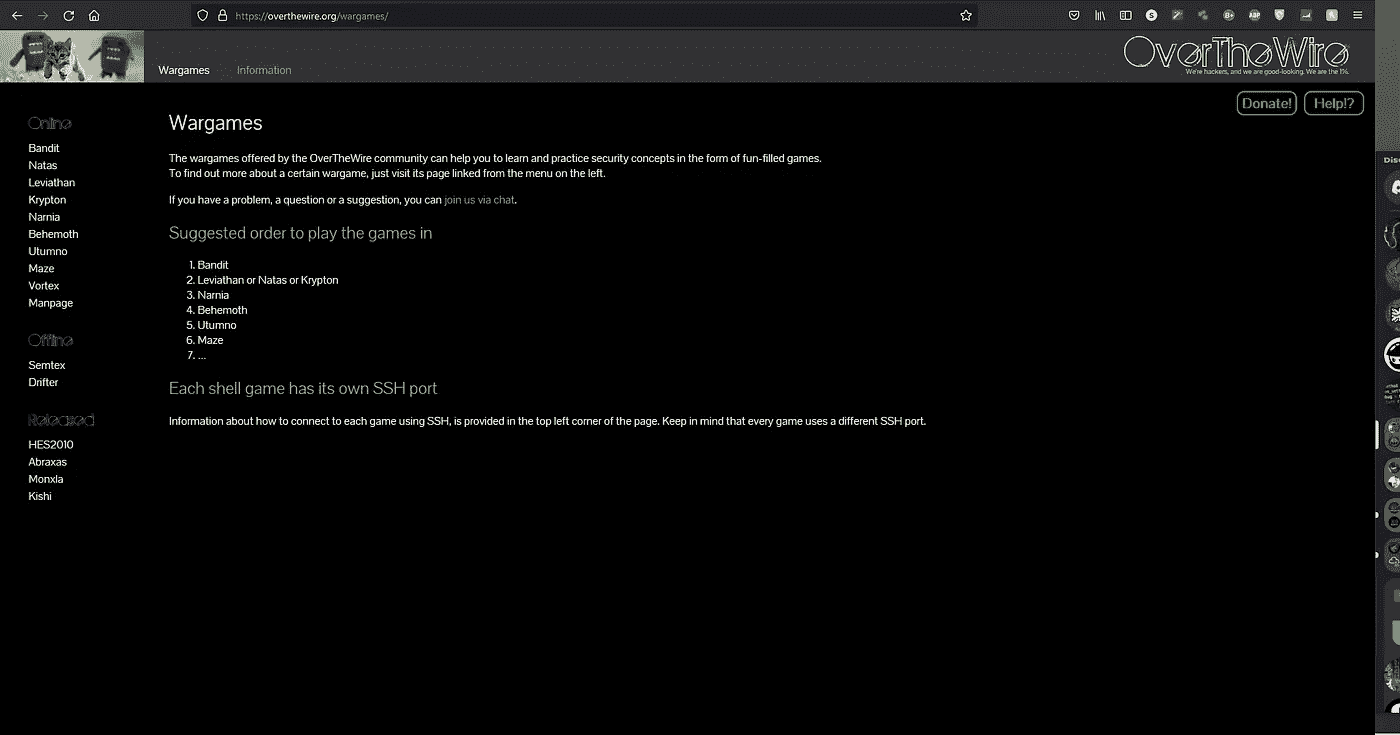 https://overthewire.org/wargames/
Wargames
Information
OverTheWire
We're hackers, and we are good-looking. We are the 1%.
Donate!
Help!?
Online
Bandit
Natas
Leviathan
Krypton
Narnia
Behemoth
Utumno
Maze
Vortex
Manpage
Offline
Semtex
Drifter
Released
HES2010
Abraxas
Monxla
Kishi
Wargames
The wargames offered by the OverTheWire community can help you to learn and practice security concepts in the form of fun-filled games.
To find out more about a certain wargame, just visit its page linked from the menu on the left.
If you have a problem, a question or a suggestion, you can join us via chat.
Suggested order to play the games in
1. Bandit
2. Leviathan or Natas or Krypton
3. Narnia
4. Behemoth
5. Utumno
6. Maze
7. ...
Each shell game has its own SSH port
Information about how to connect to each game using SSH, is provided in the top left corner of the page. Keep in mind that every game uses a different SSH port.